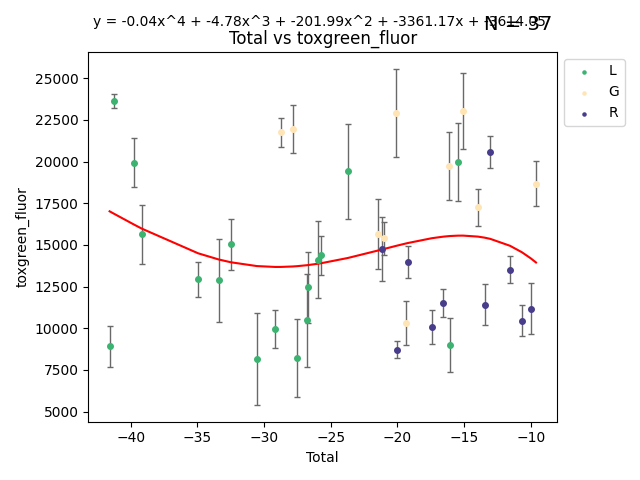 y = -0.04x^4 + -4.78x^3 + -201.99x^2 + -3361.17x + -3614.05
N = 37
Total vs toxgreen_fluor
25000
22500
20000
17500
15000
12500
10000
7500
5000
toxgreen_fluor
−40
−35
−30
−25
−20
−15
−10
Total
L
G
R